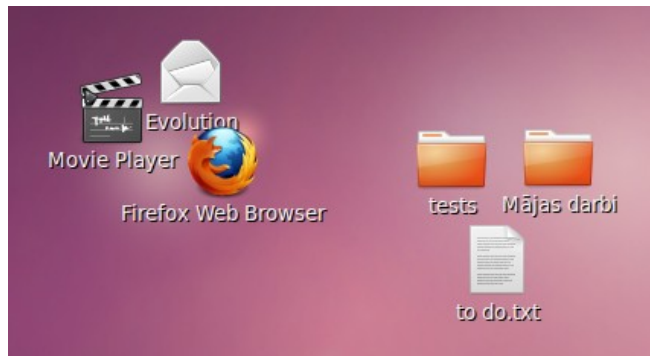 Evolution
Movie Player
Firefox Web Browser
tests
Mājas darbi
to do.txt